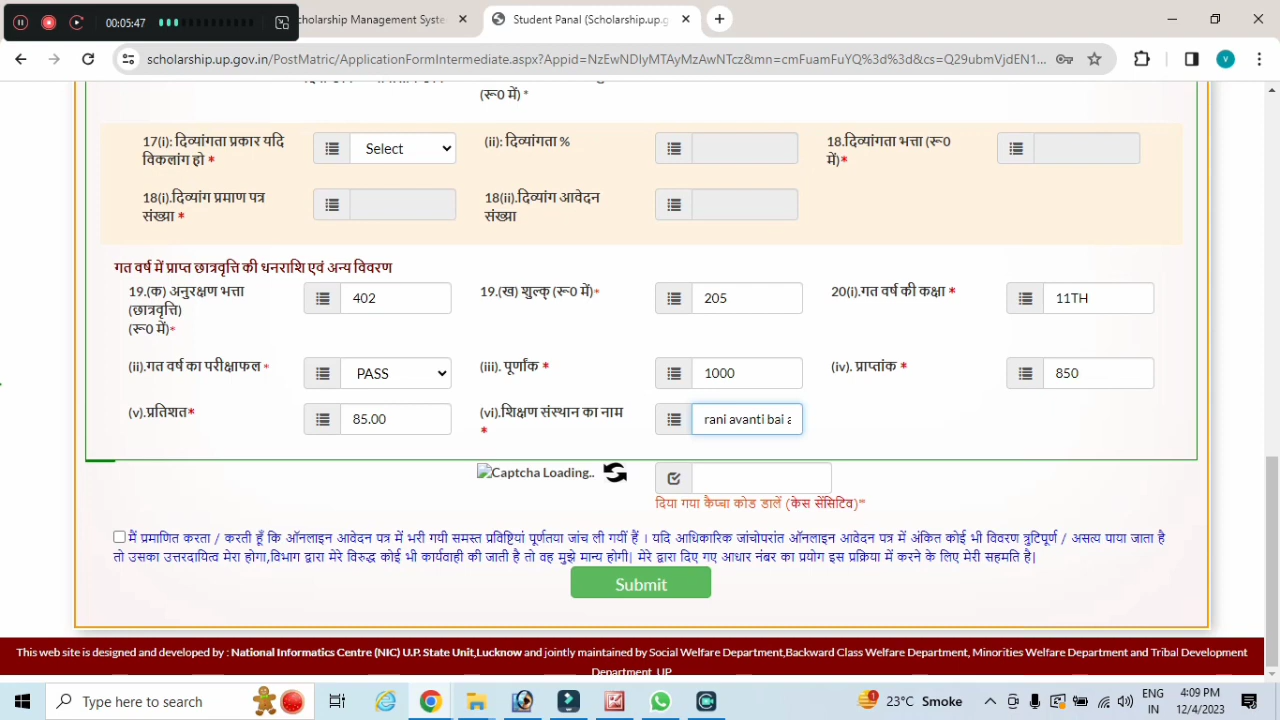 00:05:47
cholarship Management Syste
Student Panal (Scholarship.up.g
scholarship.up.gov.in/PostMatric/ApplicationFormIntermediate.aspx?Appid=NzEwNDIyMTAyMzAwNTcz&mn=cmFuamFuYQ%3d%3d&cs=Q29ubmVjdEN1...
V
(रू0 में) *
17(i): दिव्यांगता प्रकार यदि विकलांग हो *
Select
(ii): दिव्यांगता %
18.दिव्यांगता भत्ता (रू0 में)*
18(i).दिव्यांग प्रमाण पत्र संख्या *
18(ii).दिव्यांग आवेदन संख्या
गत वर्ष में प्राप्त छात्रवृत्ति की धनराशि एवं अन्य विवरण
19.(क) अनुरक्षण भत्ता (छात्रवृत्ति) (रू0 में)*
402
19.(ख) शुल्क (रू0 में)*
205
20(i).गत वर्ष की कक्षा *
11TH
(ii).गत वर्ष का परीक्षाफल *
PASS
(iii). पूर्णांक *
1000
(iv). प्राप्तांक *
850
(v).प्रतिशत*
85.00
(vi).शिक्षण संस्थान का नाम *
rani avanti bai a
Captcha Loading..
दिया गया कैप्चा कोड डालें (केस सेंसिटिव)**
मैं प्रमाणित करता / करती हूँ कि ऑनलाइन आवेदन पत्र में भरी गयी समस्त प्रविष्टियां पूर्णतया जांच ली गयीं हैं । यदि आधिकारिक जांचोपरांत ऑनलाइन आवेदन पत्र में अंकित कोई भी विवरण त्रुटिपूर्ण / असत्य पाया जाता है
तो उसका उत्तरदायित्व मेरा होगा,विभाग द्वारा मेरे विरुद्ध कोई भी कार्यवाही की जाती है तो वह मुझे मान्य होगी| मेरे द्वारा दिए गए आधार नंबर का प्रयोग इस प्रक्रिया में करने के लिए मेरी सहमति है|
Submit
This web site is designed and developed by : National Informatics Centre (NIC) U.P. State Unit,Lucknow and jointly maintained by Social Welfare Department,Backward Class Welfare Department, Minorities Welfare Department and Tribal Development
Department, UP
Type here to search
1
23°C Smoke
ENG
IN
4:09 PM
12/4/2023